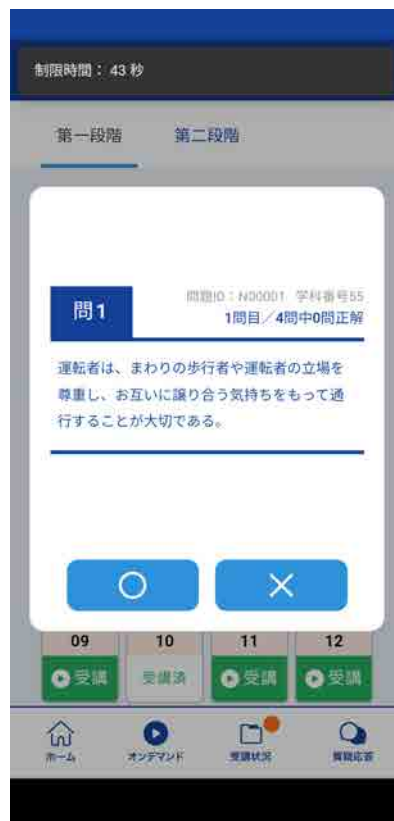 制限時間： 43 秒
第一段階 第二段階
問題ID：N00001 学科番号55
問1
1問目／4問中0問正解
運転者は、まわりの歩行者や運転者の立場を
尊重し、お互いに譲り合う気持ちをもって通
行することが大切である。
09 10 11 12
受講 受講済 受講 受講
ホーム オンデマンド 受講状況 質疑応答